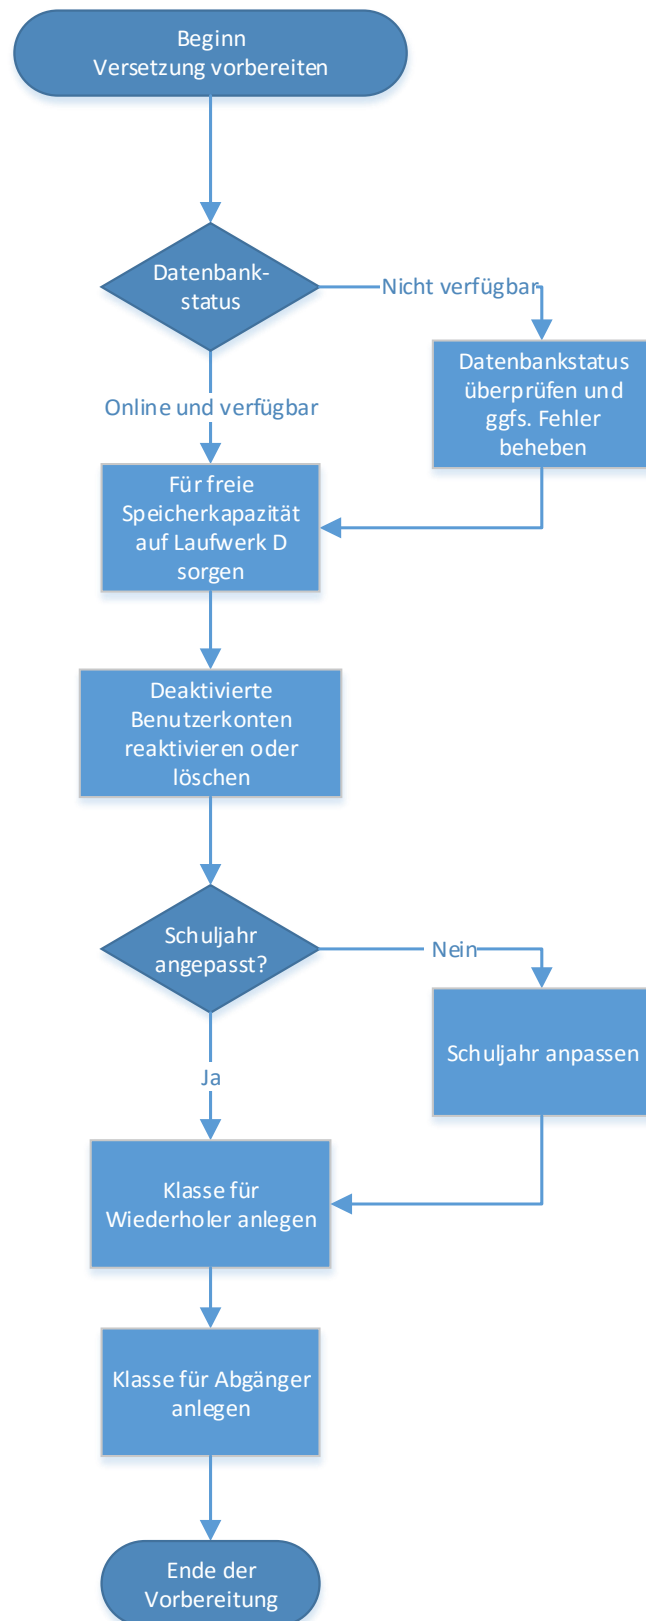 Beginn
Versetzung vorbereiten
Datenbank-
status
Nicht verfügbar
Datenbankstatus
überprüfen und
ggfs. Fehler
beheben
Online und verfügbar
Für freie
Speicherkapazität
auf Laufwerk D
sorgen
Deaktivierte
Benutzerkonten
reaktivieren oder
löschen
Schuljahr
angepasst?
Nein
Schuljahr anpassen
Ja
Klasse für
Wiederholer anlegen
Klasse für Abgänger
anlegen
Ende der
Vorbereitung